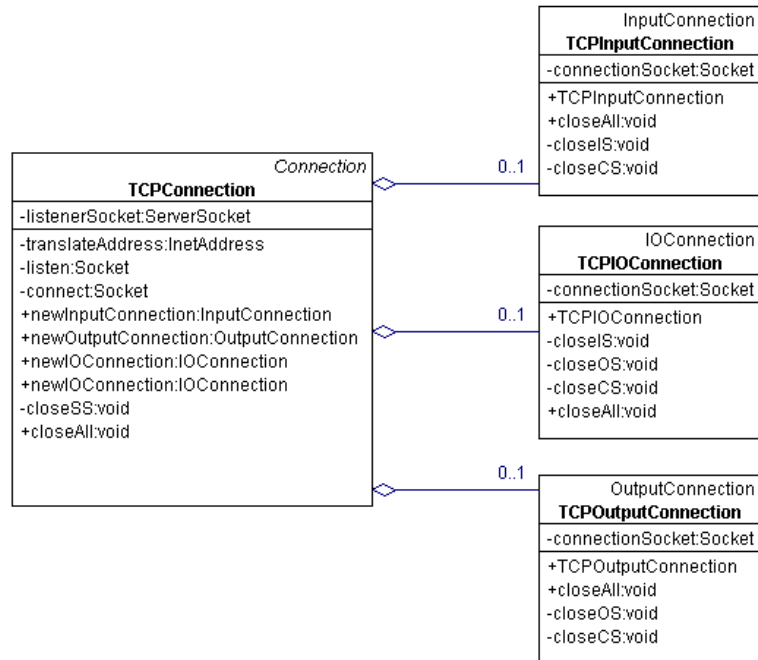 InputConnection
TCPInputConnection
-connectionSocket:Socket
+TCPInputConnection
+closeAll:void
-closeIS:void
-closeCS:void
Connection
TCPConnection
-listenerSocket:ServerSocket
-translateAddress:InetAddress
-listen:Socket
-connect:Socket
+newInputConnection:InputConnection
+newOutputConnection:OutputConnection
+newIOConnection:IOConnection
+newIOConnection:IOConnection
-closeSS:void
+closeAll:void
0..1
0..1
0..1
IOConnection
TCPIOConnection
-connectionSocket:Socket
+TCPIOConnection
-closeIS:void
-closeOS:void
-closeCS:void
+closeAll:void
OutputConnection
TCPOutputConnection
-connectionSocket:Socket
+TCPOutputConnection
+closeAll:void
-closeOS:void
-closeCS:void